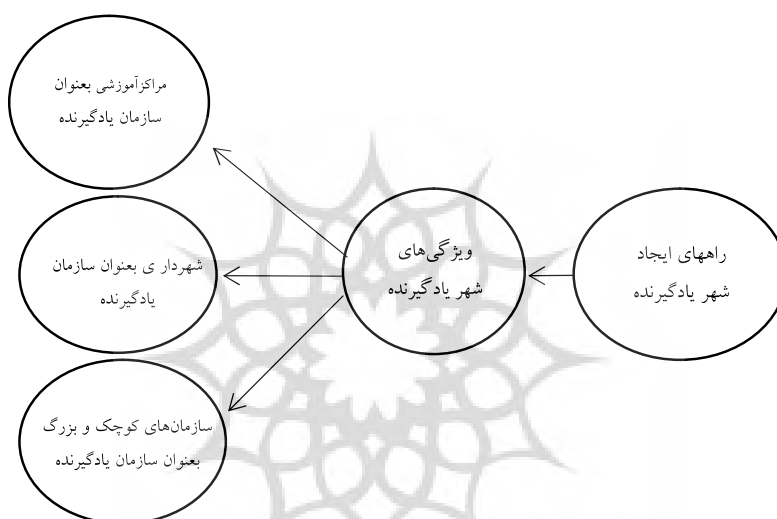 راههای ایجاد
شهر یادگیرنده
ویژگی‌های
شهر یادگیرنده
مراکزآموزشی بعنوان
سازمان یادگیرنده
شهردار ی بعنوان سازمان
یادگیرنده
سازمان‌های کوچک و بزرگ
بعنوان سازمان یادگیرنده